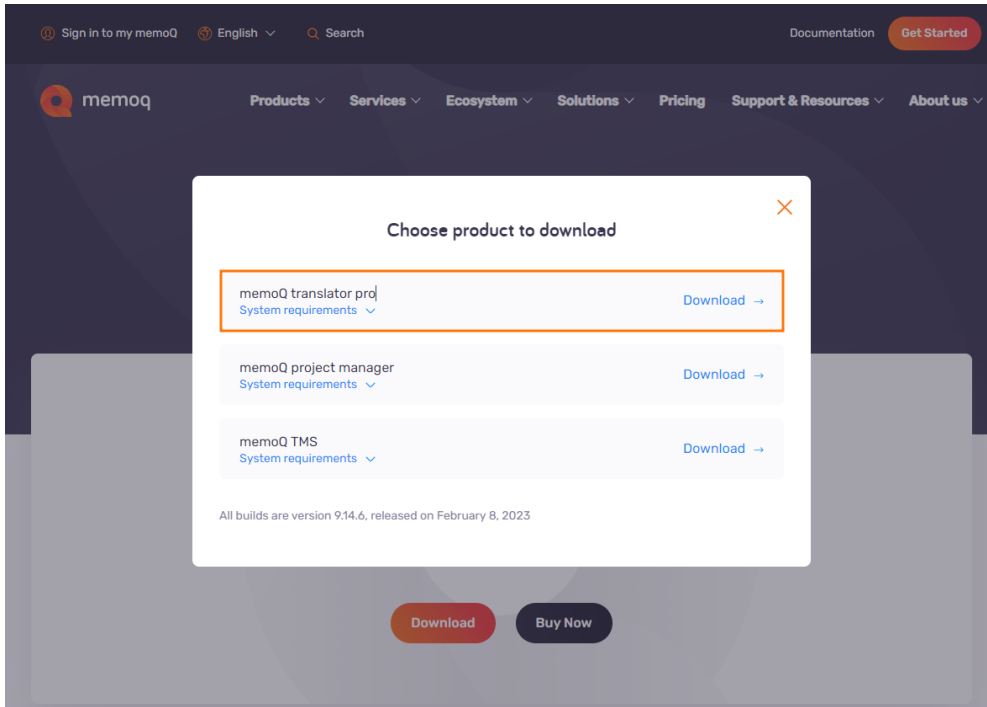 Sign in to my memoQ English Search Documentation Get Started
memoq Products Services Ecosystem Solutions Pricing Support & Resources About us
Choose product to download
memoQ translator pro
System requirements
Download →
memoQ project manager
System requirements
Download →
memoQ TMS
System requirements
Download →
All builds are version 9.14.6, released on February 8, 2023
Download Buy Now